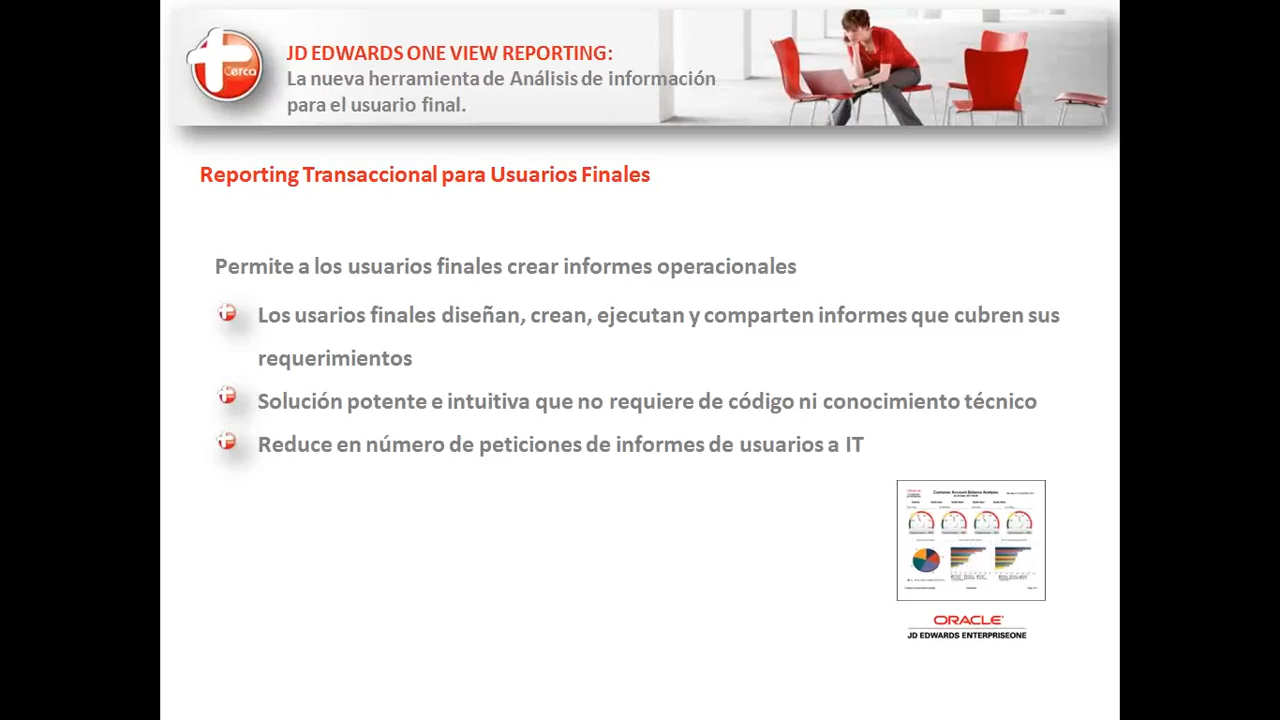 Cerca
JD EDWARDS ONE VIEW REPORTING:
La nueva herramienta de Análisis de información
para el usuario final.
Reporting Transaccional para Usuarios Finales
Permite a los usuarios finales crear informes operacionales
Los usarios finales diseñan, crean, ejecutan y comparten informes que cubren sus
requerimientos
Solución potente e intuitiva que no requiere de código ni conocimiento técnico
Reduce en número de peticiones de informes de usuarios a IT
ORACLE
Customer Account Balance Analysis
ORACLE
JD EDWARDS ENTERPRISEONE